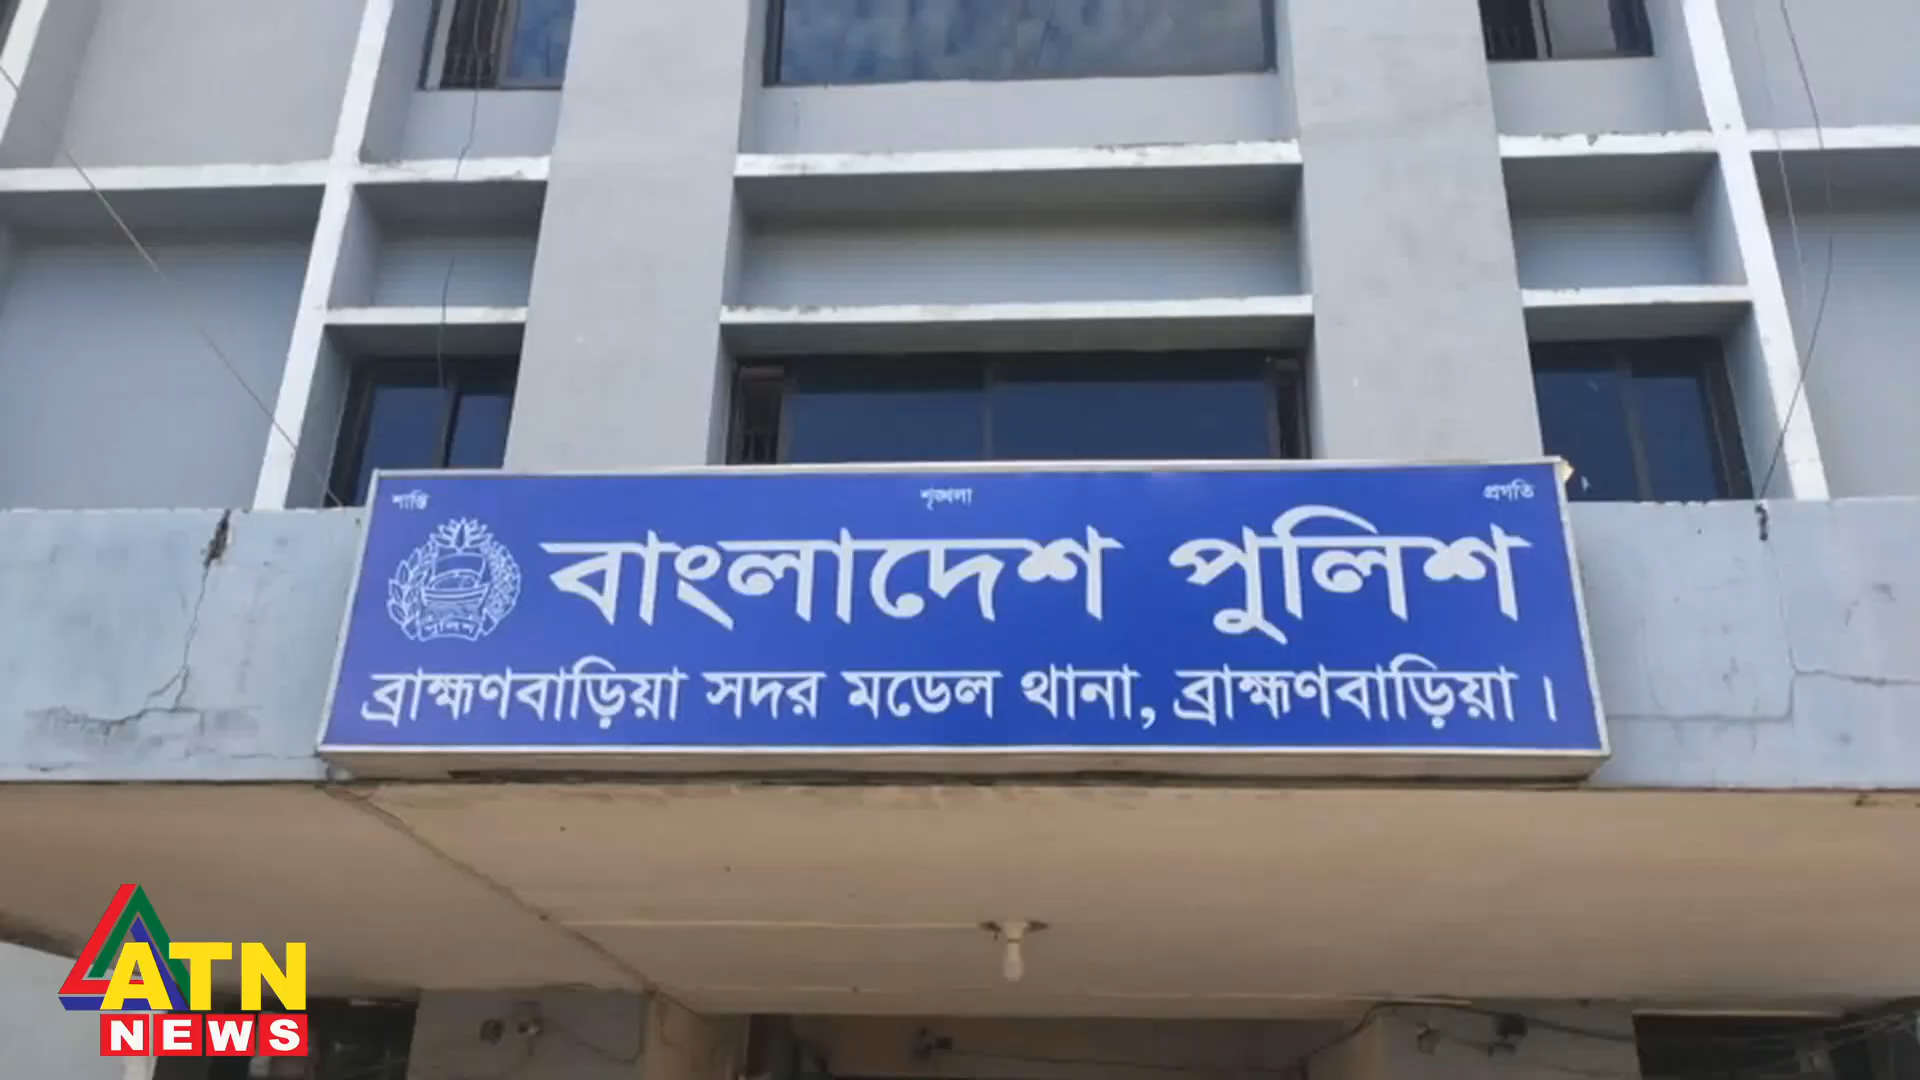 শান্তি শৃঙ্খলা প্রগতি
বাংলাদেশ পুলিশ
পুলিশ
ব্রাহ্মণবাড়িয়া সদর মডেল থানা, ব্রাহ্মণবাড়িয়া।
ATN
NEWS